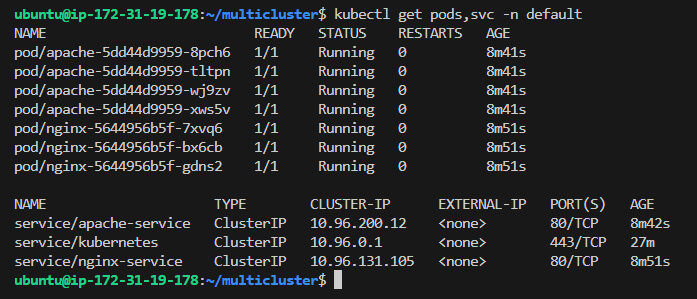 ubuntu@ip-172-31-19-178:~/multicluster$ kubectl get pods,svc -n default
NAME READY STATUS RESTARTS AGE
pod/apache-5dd44d9959-8pch6 1/1 Running 0 8m41s
pod/apache-5dd44d9959-tltpn 1/1 Running 0 8m41s
pod/apache-5dd44d9959-wj9zv 1/1 Running 0 8m41s
pod/apache-5dd44d9959-xws5v 1/1 Running 0 8m41s
pod/nginx-5644956b5f-7xvq6 1/1 Running 0 8m51s
pod/nginx-5644956b5f-bx6cb 1/1 Running 0 8m51s
pod/nginx-5644956b5f-gdns2 1/1 Running 0 8m51s
NAME TYPE CLUSTER-IP EXTERNAL-IP PORT(S) AGE
service/apache-service ClusterIP 10.96.200.12 <none> 80/TCP 8m42s
service/kubernetes ClusterIP 10.96.0.1 <none> 443/TCP 27m
service/nginx-service ClusterIP 10.96.131.105 <none> 80/TCP 8m51s
ubuntu@ip-172-31-19-178:~/multicluster$